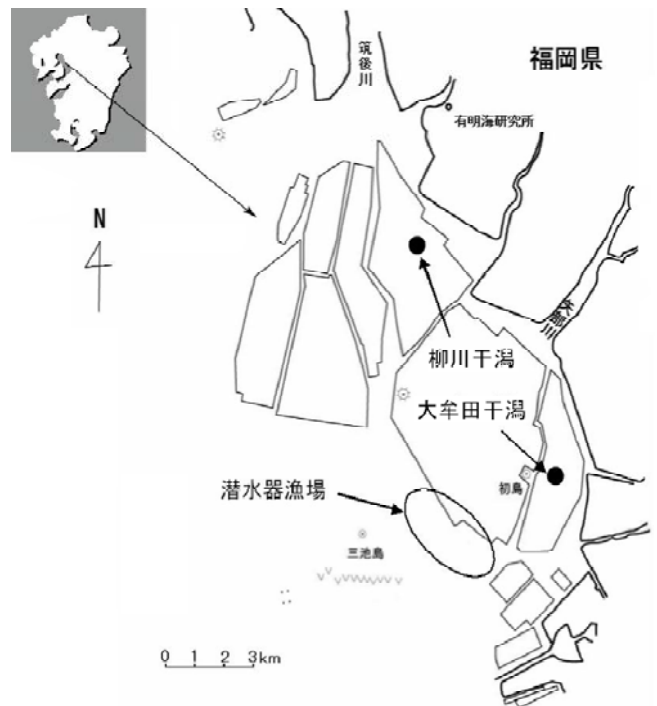 福岡県
筑後川
有明海研究所
N
矢部川
柳川干潟
大牟田干潟
潜水器漁場
初島
三池島
0 1 2 3km